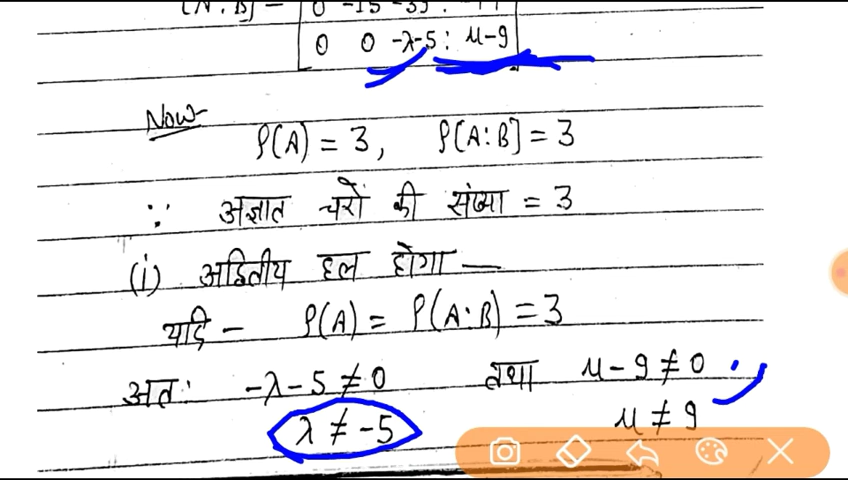 0 0 -λ-5 : μ-9
Now
ρ(A) = 3, ρ[A:B] = 3
∵ अज्ञात चरों की संख्या = 3
(i) अद्वितीय हल होगा —
यदि - ρ(A) = ρ(A:B) = 3
अतः -λ-5 ≠ 0 तथा μ-9 ≠ 0
λ ≠ -5 μ ≠ 9